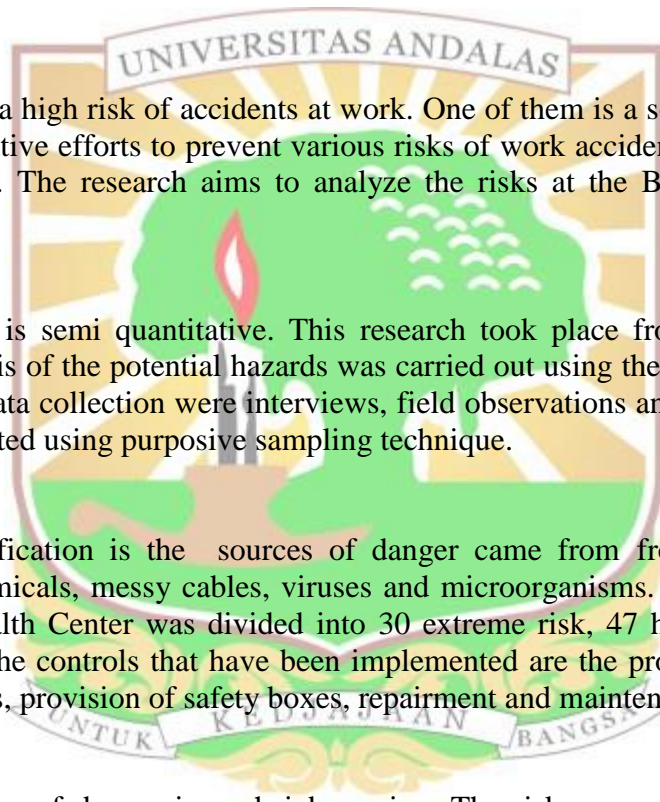 UNIVERSITAS ANDALAS
a high risk of accidents at work. One of them is a s
tive efforts to prevent various risks of work acciden
. The research aims to analyze the risks at the B
is semi quantitative. This research took place fro
is of the potential hazards was carried out using the
ata collection were interviews, field observations an
ted using purposive sampling technique.
fication is the sources of danger came from fro
micals, messy cables, viruses and microorganisms.
alth Center was divided into 30 extreme risk, 47 h
he controls that have been implemented are the pro
s, provision of safety boxes, repairment and mainten
UNTUK KEDJAJAAN BANGSA